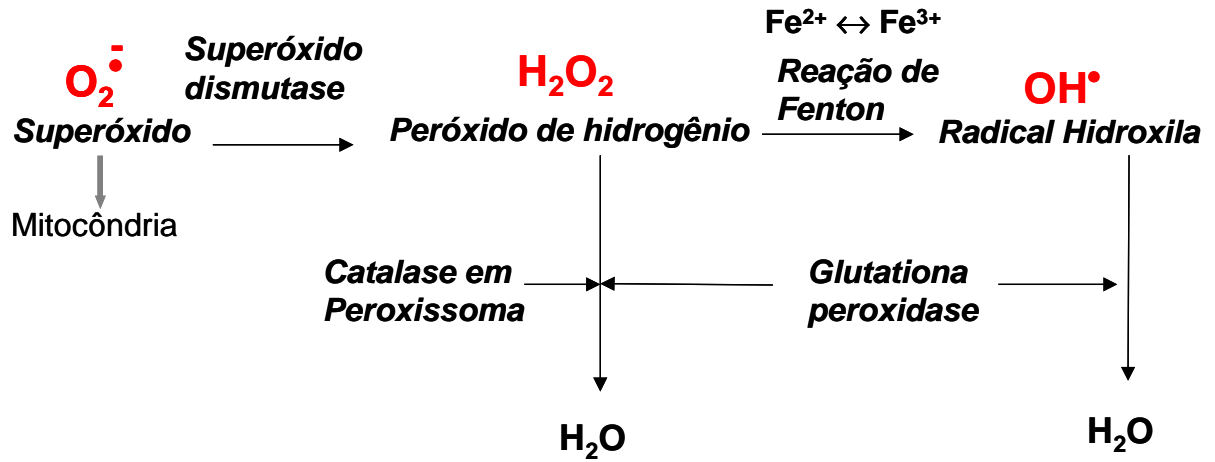 Fe²⁺ ↔ Fe³⁺
O₂•⁻
Superóxido
dismutase
H₂O₂
Reação de
Fenton
OH•
Superóxido
Peróxido de hidrogênio
Radical Hidroxila
Mitocôndria
Catalase em
Peroxissoma
Glutationa
peroxidase
H₂O
H₂O